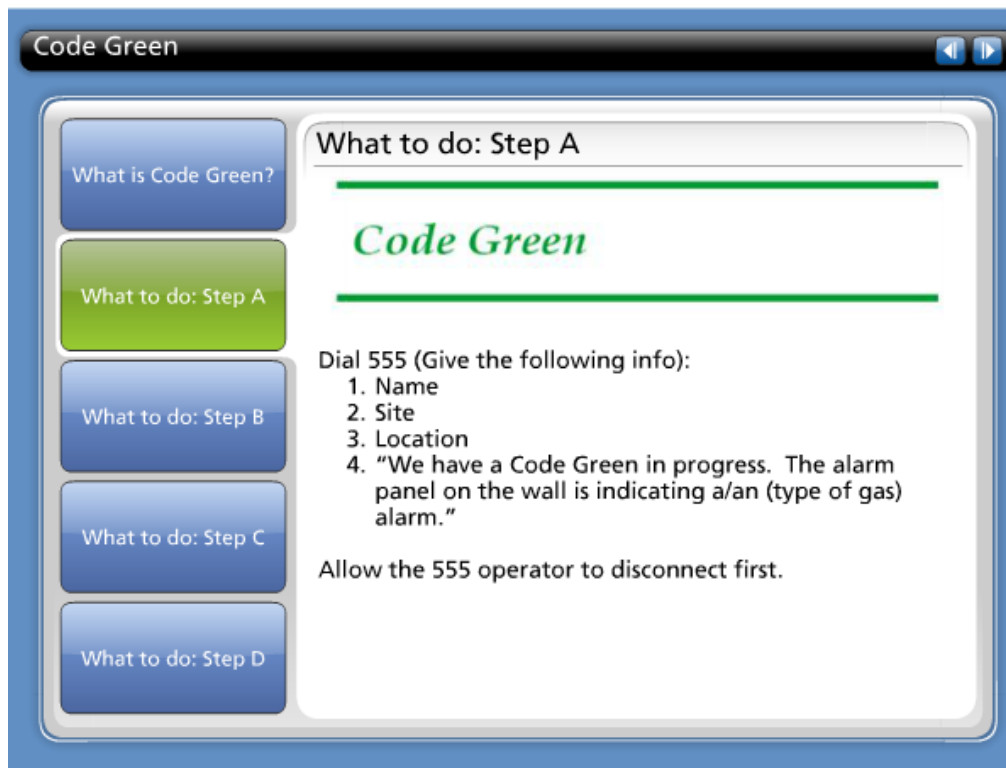 Code Green
What is Code Green?
What to do: Step A
What to do: Step B
What to do: Step C
What to do: Step D
What to do: Step A
Code Green
Dial 555 (Give the following info):
1. Name
2. Site
3. Location
4. “We have a Code Green in progress.  The alarm
panel on the wall is indicating a/an (type of gas)
alarm.”
Allow the 555 operator to disconnect first.